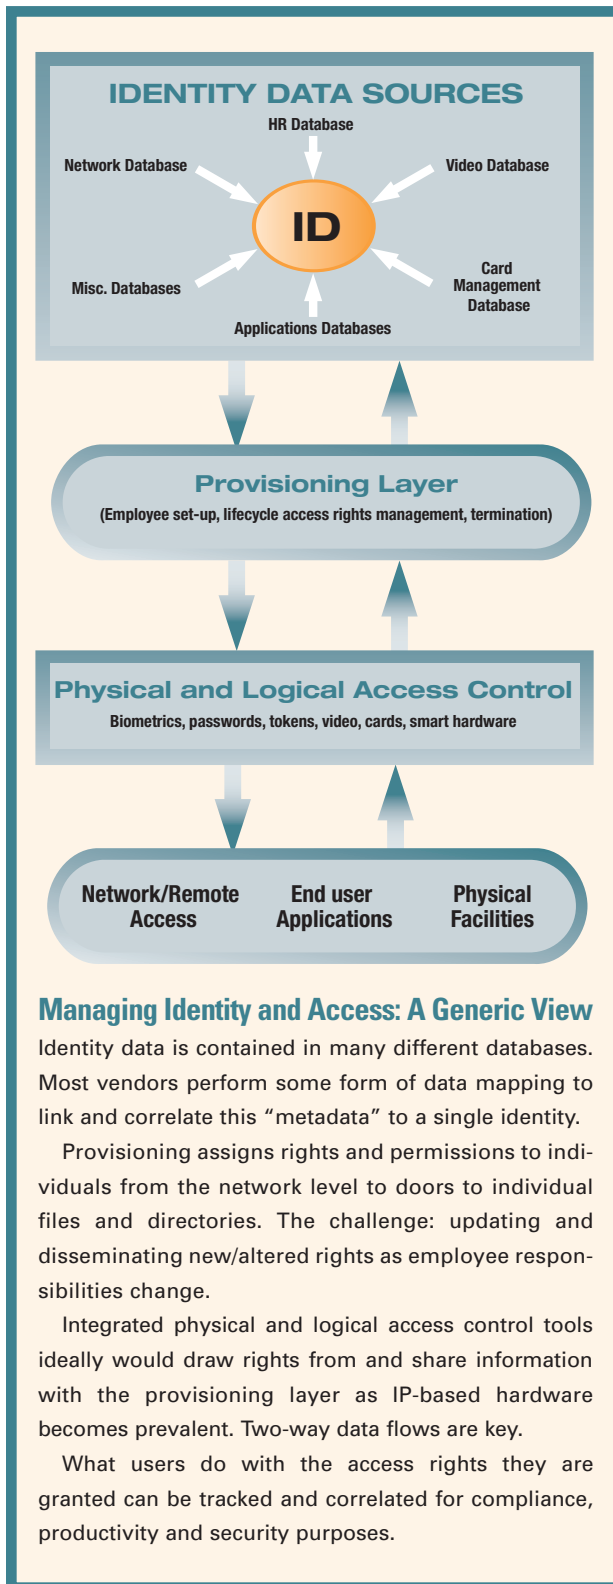 IDENTITY DATA SOURCES
HR Database
Network Database
Video Database
ID
Misc. Databases
Card
Management
Database
Applications Databases
Provisioning Layer
(Employee set-up, lifecycle access rights management, termination)
Physical and Logical Access Control
Biometrics, passwords, tokens, video, cards, smart hardware
Network/Remote
Access
End user
Applications
Physical
Facilities
Managing Identity and Access: A Generic View
Identity data is contained in many different databases.
Most vendors perform some form of data mapping to
link and correlate this “metadata” to a single identity.
Provisioning assigns rights and permissions to indi-
viduals from the network level to doors to individual
files and directories. The challenge: updating and
disseminating new/altered rights as employee respon-
sibilities change.
Integrated physical and logical access control tools
ideally would draw rights from and share information
with the provisioning layer as IP-based hardware
becomes prevalent. Two-way data flows are key.
What users do with the access rights they are
granted can be tracked and correlated for compliance,
productivity and security purposes.